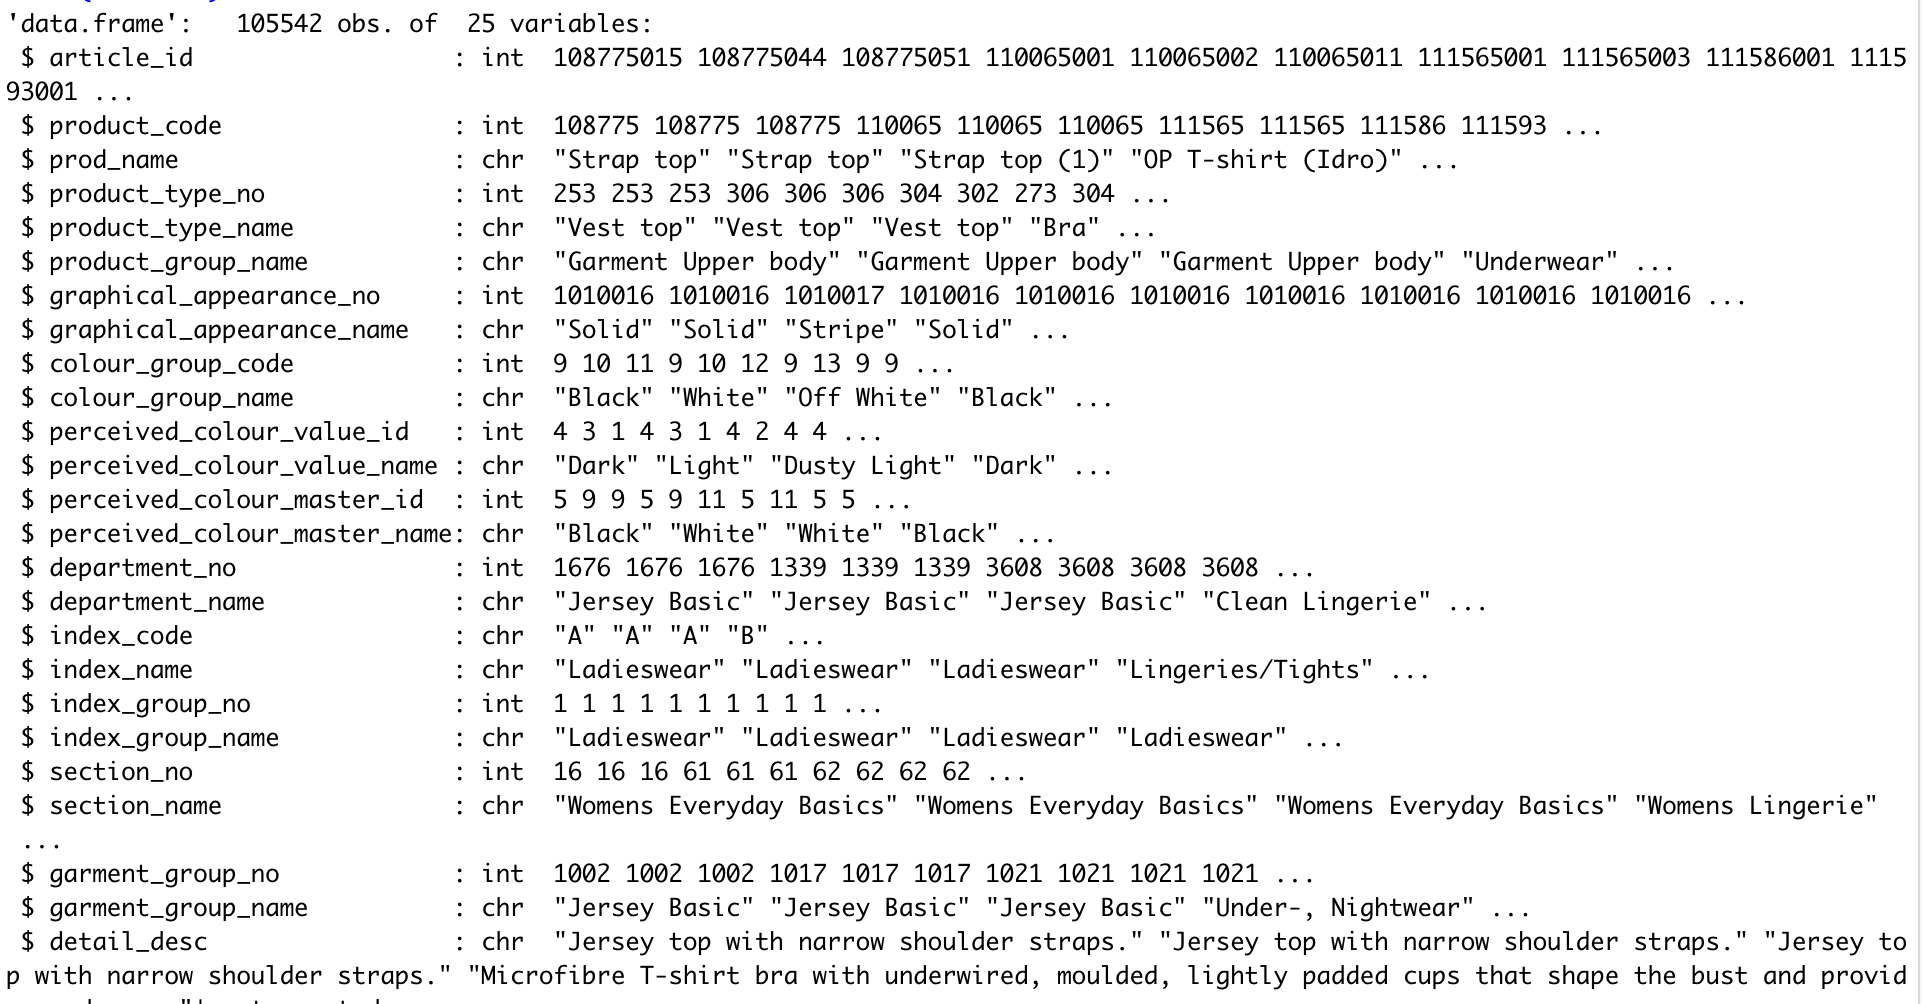 'data.frame':   105542 obs. of  25 variables:
 $ article_id                  : int  108775015 108775044 108775051 110065001 110065002 110065011 111565001 111565003 111586001 1115
93001 ...
 $ product_code                : int  108775 108775 108775 110065 110065 110065 111565 111565 111586 111593 ...
 $ prod_name                   : chr  "Strap top" "Strap top" "Strap top (1)" "OP T-shirt (Idro)" ...
 $ product_type_no             : int  253 253 253 306 306 306 304 302 273 304 ...
 $ product_type_name           : chr  "Vest top" "Vest top" "Vest top" "Bra" ...
 $ product_group_name          : chr  "Garment Upper body" "Garment Upper body" "Garment Upper body" "Underwear" ...
 $ graphical_appearance_no     : int  1010016 1010016 1010017 1010016 1010016 1010016 1010016 1010016 1010016 1010016 ...
 $ graphical_appearance_name   : chr  "Solid" "Solid" "Stripe" "Solid" ...
 $ colour_group_code           : int  9 10 11 9 10 12 9 13 9 9 ...
 $ colour_group_name           : chr  "Black" "White" "Off White" "Black" ...
 $ perceived_colour_value_id   : int  4 3 1 4 3 1 4 2 4 4 ...
 $ perceived_colour_value_name : chr  "Dark" "Light" "Dusty Light" "Dark" ...
 $ perceived_colour_master_id  : int  5 9 9 5 9 11 5 11 5 5 ...
 $ perceived_colour_master_name: chr  "Black" "White" "White" "Black" ...
 $ department_no               : int  1676 1676 1676 1339 1339 1339 3608 3608 3608 3608 ...
 $ department_name             : chr  "Jersey Basic" "Jersey Basic" "Jersey Basic" "Clean Lingerie" ...
 $ index_code                  : chr  "A" "A" "A" "B" ...
 $ index_name                  : chr  "Ladieswear" "Ladieswear" "Ladieswear" "Lingeries/Tights" ...
 $ index_group_no              : int  1 1 1 1 1 1 1 1 1 1 ...
 $ index_group_name            : chr  "Ladieswear" "Ladieswear" "Ladieswear" "Ladieswear" ...
 $ section_no                  : int  16 16 16 61 61 61 62 62 62 62 ...
 $ section_name                : chr  "Womens Everyday Basics" "Womens Everyday Basics" "Womens Everyday Basics" "Womens Lingerie"
 ...
 $ garment_group_no            : int  1002 1002 1002 1017 1017 1017 1021 1021 1021 1021 ...
 $ garment_group_name          : chr  "Jersey Basic" "Jersey Basic" "Jersey Basic" "Under-, Nightwear" ...
 $ detail_desc                 : chr  "Jersey top with narrow shoulder straps." "Jersey top with narrow shoulder straps." "Jersey to
p with narrow shoulder straps." "Microfibre T-shirt bra with underwired, moulded, lightly padded cups that shape the bust and provid